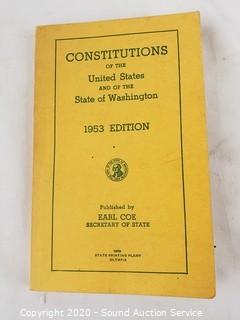 CONSTITUTIONS
OF THE
United States
AND OF THE
State of Washington
1953 EDITION
Published by
EARL COE
SECRETARY OF STATE
STATE PRINTING PLANT
OLYMPIA
Copyright 2020 - Sound Auction Service